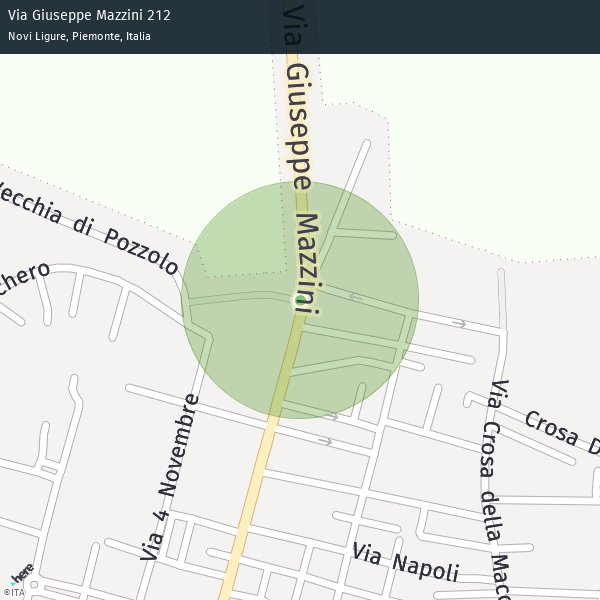 Via Giuseppe Mazzini 212
Novi Ligure, Piemonte, Italia
Via Giuseppe Mazzini
Vecchia di Pozzolo
chero
Via 4 Novembre
Via Crosa della Macc
Crosa D
Via Napoli
here
©ITA